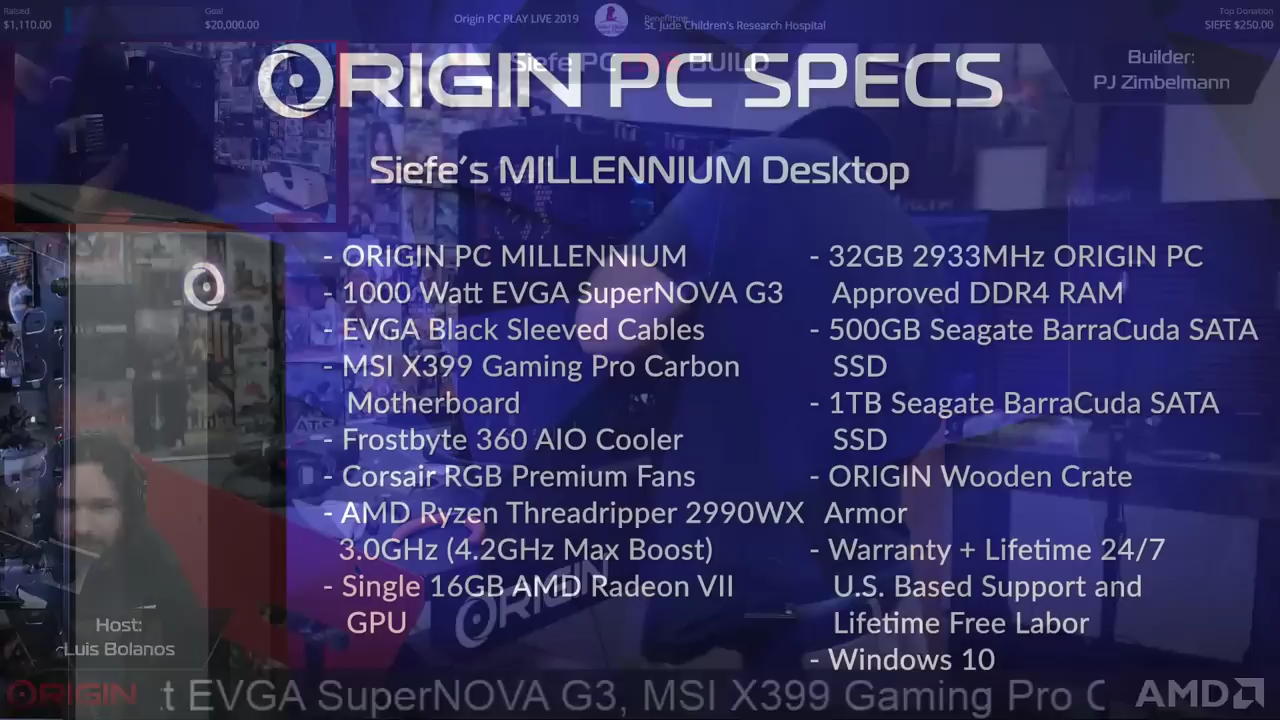 Raised
$1,110.00
Goal
$20,000.00
Origin PC PLAY LIVE 2019
Benefitting
St. Jude Children's Research Hospital
Top Donation
SIEFE $250.00
Siefe PC BUILD
Builder:
PJ Zimbelmann
ORIGIN PC SPECS
Siefe's MILLENNIUM Desktop
- ORIGIN PC MILLENNIUM
- 1000 Watt EVGA SuperNOVA G3
- EVGA Black Sleeved Cables
- MSI X399 Gaming Pro Carbon
Motherboard
- Frostbyte 360 AIO Cooler
- Corsair RGB Premium Fans
- AMD Ryzen Threadripper 2990WX
3.0GHz (4.2GHz Max Boost)
- Single 16GB AMD Radeon VII
GPU
- 32GB 2933MHz ORIGIN PC
Approved DDR4 RAM
- 500GB Seagate BarraCuda SATA
SSD
- 1TB Seagate BarraCuda SATA
SSD
- ORIGIN Wooden Crate
Armor
- Warranty + Lifetime 24/7
U.S. Based Support and
Lifetime Free Labor
- Windows 10
ORIGIN
Host:
Luis Bolanos
ORIGIN
t EVGA SuperNOVA G3, MSI X399 Gaming Pro C
AMD